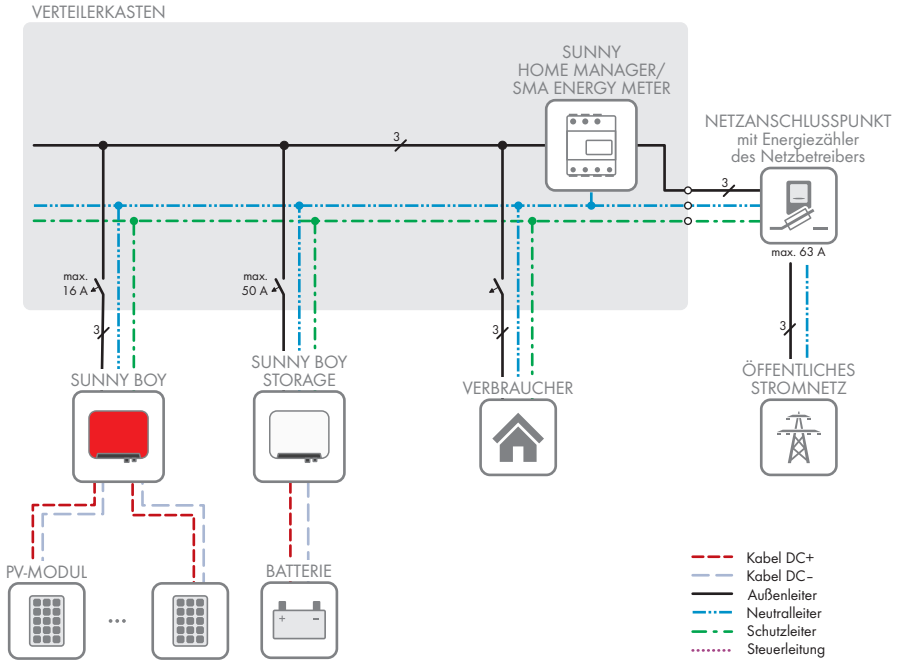 VERTEILERKASTEN
SUNNY
HOME MANAGER/
SMA ENERGY METER
NETZANSCHLUSSPUNKT
mit Energiezähler
des Netzbetreibers
3
3
max.
16 A
max.
50 A
max. 63 A
3
3
3
SUNNY BOY
SUNNY BOY
STORAGE
VERBRAUCHER
ÖFFENTLICHES
STROMNETZ
PV-MODUL
...
BATTERIE
+ −
Kabel DC+
Kabel DC−
Außenleiter
Neutralleiter
Schutzleiter
Steuerleitung